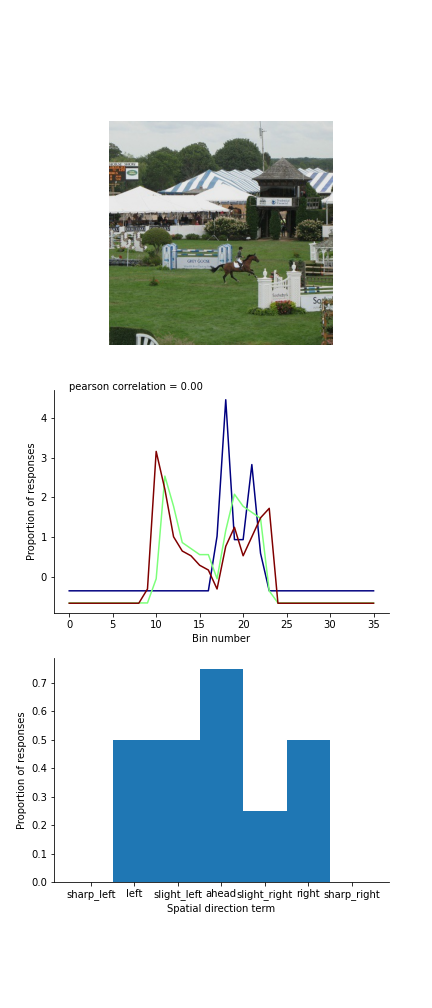 GREY GOOSE
pearson correlation = 0.00
Proportion of responses
4
3
2
1
0
0 5 10 15 20 25 30 35
Bin number
Proportion of responses
0.7
0.6
0.5
0.4
0.3
0.2
0.1
0.0
sharp_left left slight_left ahead slight_right right sharp_right
Spatial direction term